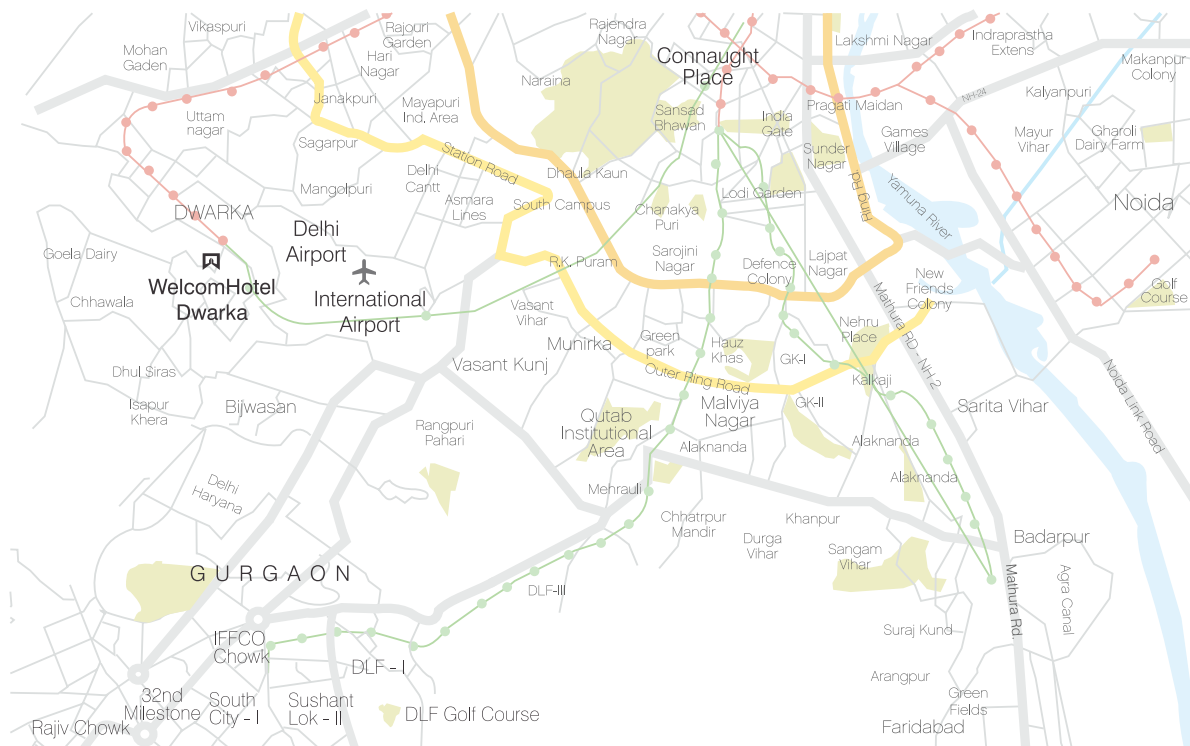 Vikaspuri
Rajouri
Garden
Rajendra
Nagar
Lakshmi Nagar
Indraprastha
Extens
Mohan
Gaden
Hari
Nagar
Connaught
Place
Makanpur
Colony
Naraina
Janakpuri
Mayapuri
Ind. Area
Sansad
Bhawan
India
Gate
Pragati Maidan
NH-24
Kalyanpuri
Uttam
nagar
Sagarpur
Station Road
Games
Village
Mayur
Vihar
Gharoli
Dairy Farm
Sunder
Nagar
Delhi
Cantt
Dhaula Kaun
Mangelpuri
Asmara
Lines
South Campus
Lodi Garden
Ring Rd
Yamuna River
Noida
DWARKA
Chanakya
Puri
Delhi
Airport
Goela Dairy
Sarojini
Nagar
Defence
Colony
Lajpat
Nagar
R.K. Puram
WelcomHotel
Dwarka
International
Airport
New
Friends
Colony
Golf
Course
Chhawala
Vasant
Vihar
Mathura RD - NH 2
Nehru
Place
Munirka
Green
park
Hauz
Khas
GK-I
Vasant Kunj
Dhul Siras
Outer Ring Road
Kalkaji
Noida Link Road
Isapur
Khera
Bijwasan
Malviya
Nagar
GK-II
Sarita Vihar
Qutab
Institutional
Area
Rangpuri
Pahari
Alaknanda
Alaknanda
Alaknanda
Delhi
Haryana
Mehrauli
Chhatrpur
Mandir
Khanpur
Durga
Vihar
Sangam
Vihar
Badarpur
GURGAON
DLF-III
Mathura Rd.
Agra Canal
IFFCO
Chowk
DLF - I
Suraj Kund
Arangpur
32nd
Milestone
South
City - I
Sushant
Lok - II
DLF Golf Course
Green
Fields
Rajiv Chowk
Faridabad